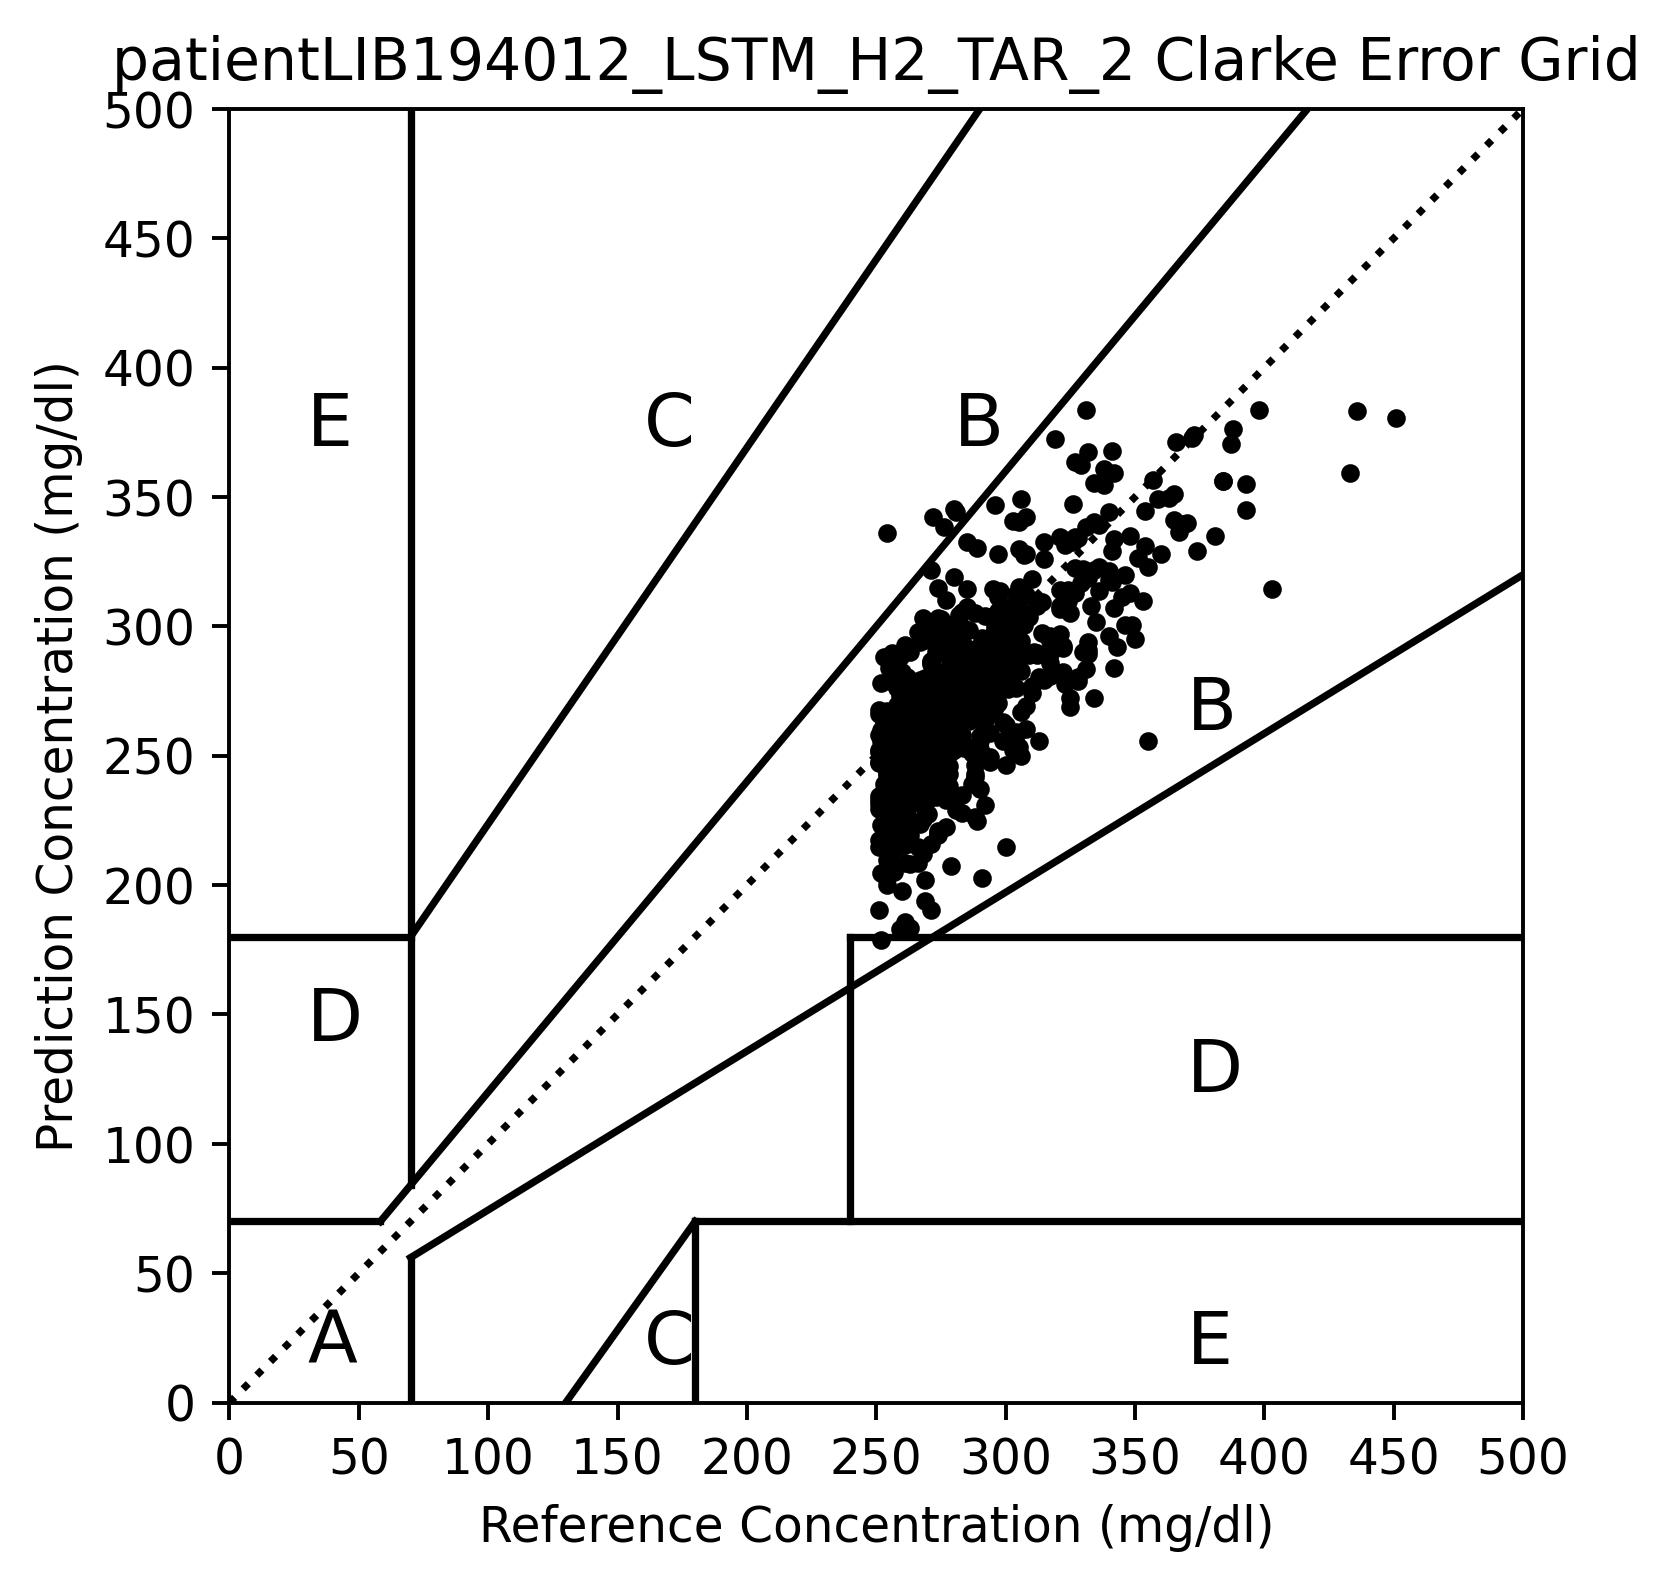 patientLIB194012_LSTM_H2_TAR_2 Clarke Error Grid
Prediction Concentration (mg/dl)
500
450
400
350
300
250
200
150
100
50
0
E
C
B
B
D
D
A
C
E
0 50 100 150 200 250 300 350 400 450 500
Reference Concentration (mg/dl)